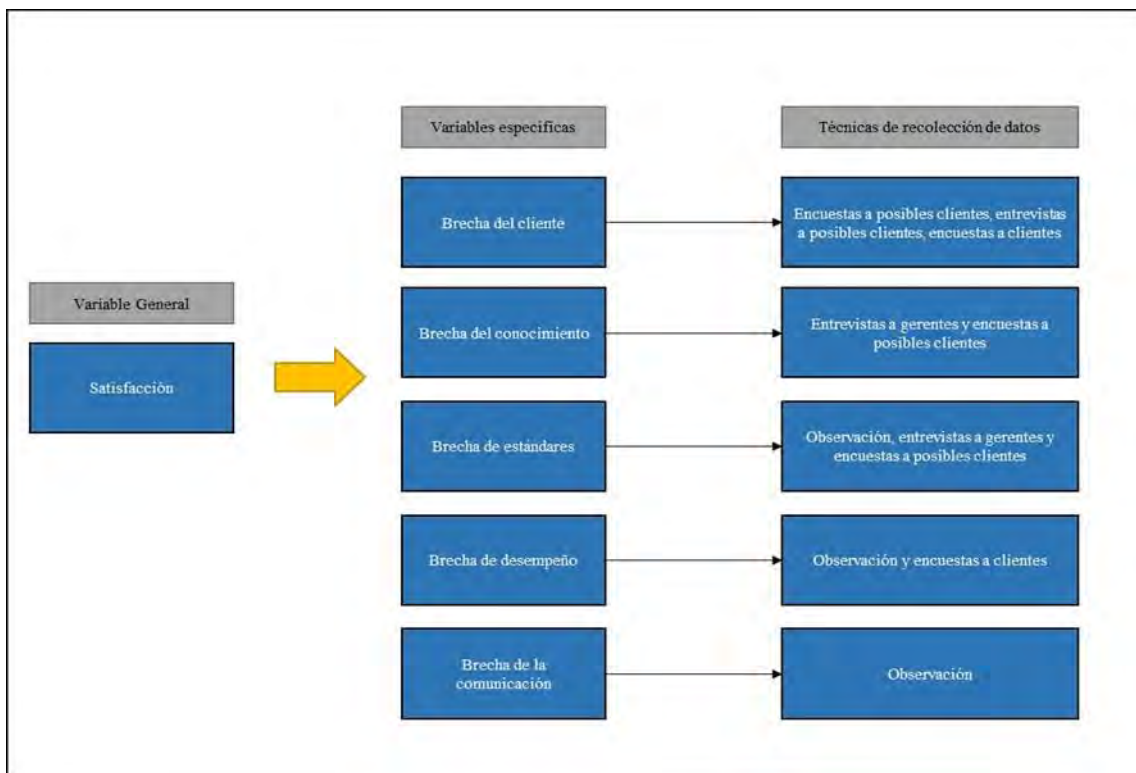 Variables específicas
Técnicas de recolección de datos
Brecha del cliente
Encuestas a posibles clientes, entrevistas
a posibles clientes, encuestas a clientes
Variable General
Satisfacción
Brecha del conocimiento
Entrevistas a gerentes y encuestas a
posibles clientes
Brecha de estándares
Observación, entrevistas a gerentes y
encuestas a posibles clientes
Brecha de desempeño
Observación y encuestas a clientes
Brecha de la
comunicación
Observación